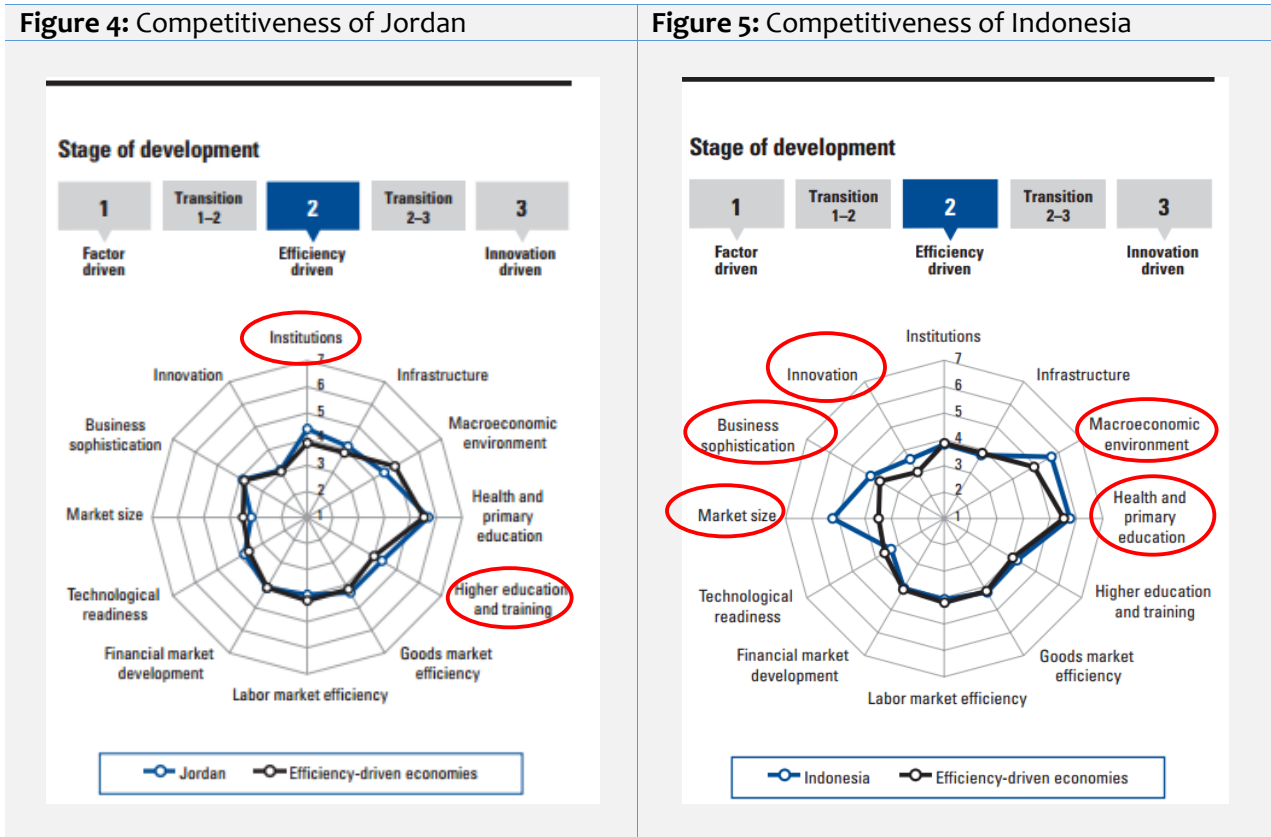 Figure 4: Competitiveness of Jordan
Stage of development
1
Transition
1–2
2
Transition
2–3
3
Factor
driven
Efficiency
driven
Innovation
driven
Institutions
7
6
5
4
3
2
1
Infrastructure
Macroeconomic
environment
Health and
primary
education
Higher education
and training
Goods market
efficiency
Labor market efficiency
Financial market
development
Technological
readiness
Market size
Business
sophistication
Innovation
Jordan
Efficiency-driven economies
Figure 5: Competitiveness of Indonesia
Stage of development
1
Transition
1–2
2
Transition
2–3
3
Factor
driven
Efficiency
driven
Innovation
driven
Institutions
7
6
5
4
3
2
1
Infrastructure
Macroeconomic
environment
Health and
primary
education
Higher education
and training
Goods market
efficiency
Labor market efficiency
Financial market
development
Technological
readiness
Market size
Business
sophistication
Innovation
Indonesia
Efficiency-driven economies